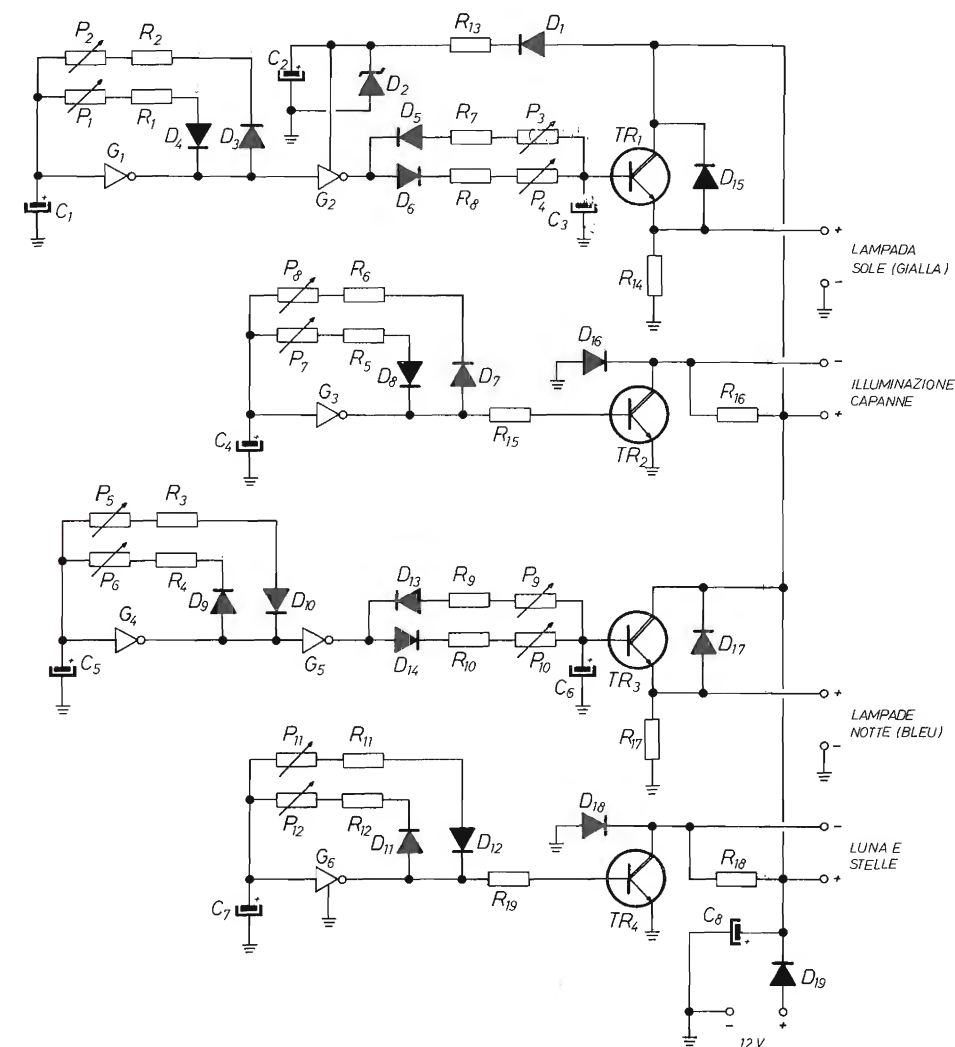 P2 R2
R13 D1
C2
D2
P1 R1
D4 D3
D5 R7 P3
G1
G2
D6 R8 P4
TR1
D15
C1
C3
+
LAMPADA
SOLE (GIALLA)
-
R14
P8 R6
P7 R5
D8 D7
D16
-
ILLUMINAZIONE
CAPANNE
R16
+
G3
R15
TR2
C4
P5 R3
P6 R4
D9 D10
D13 R9 P9
G4
G5
D14 R10 P10
TR3
D17
C5
C6
+
LAMPADE
NOTTE (BLEU)
-
R17
P11 R11
P12 R12
D11 D12
D18
-
LUNA E
STELLE
R18
+
G6
R19
TR4
C7
C8
D19
- +
12 V